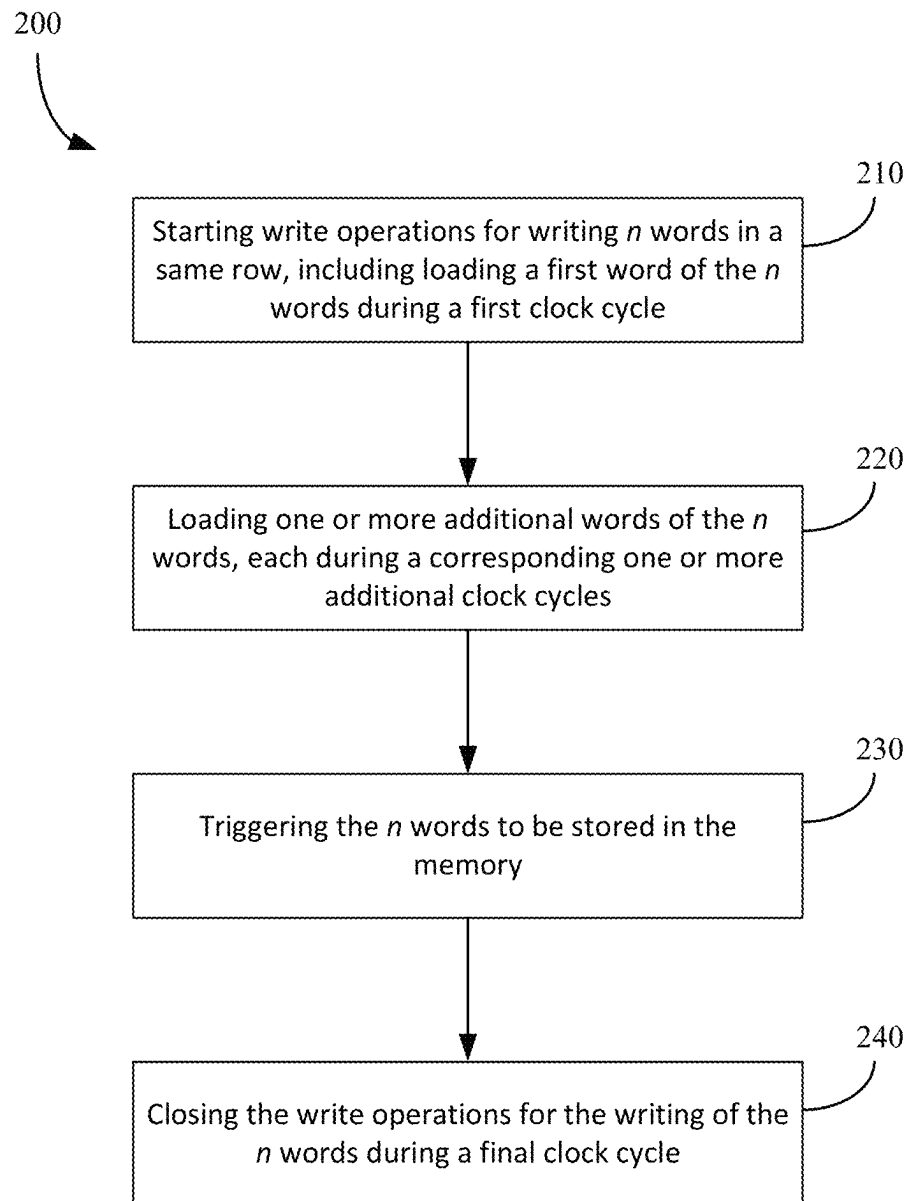 200
210
Starting write operations for writing n words in a
same row, including loading a first word of the n
words during a first clock cycle
220
Loading one or more additional words of the n
words, each during a corresponding one or more
additional clock cycles
230
Triggering the n words to be stored in the
memory
240
Closing the write operations for the writing of the
n words during a final clock cycle